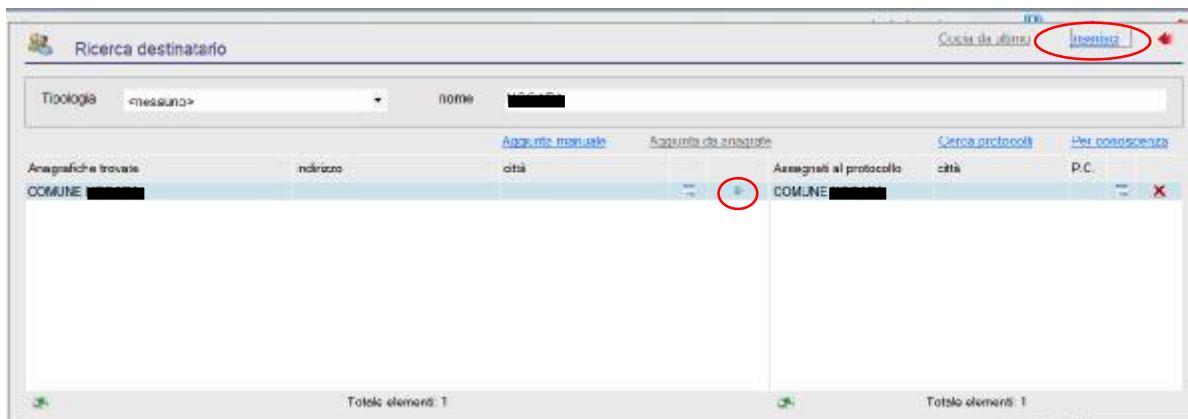 Copia da ultimo Inserisci
Ricerca destinatario
Tipologia <nessuno> nome
Aggiunta manuale Aggiunta da anagrafe Cerca protocolli Per conoscenza
Anagrafiche trovate indirizzo città Assegnati al protocollo città P.C.
COMUNE COMUNE
Totale elementi: 1 Totale elementi: 1